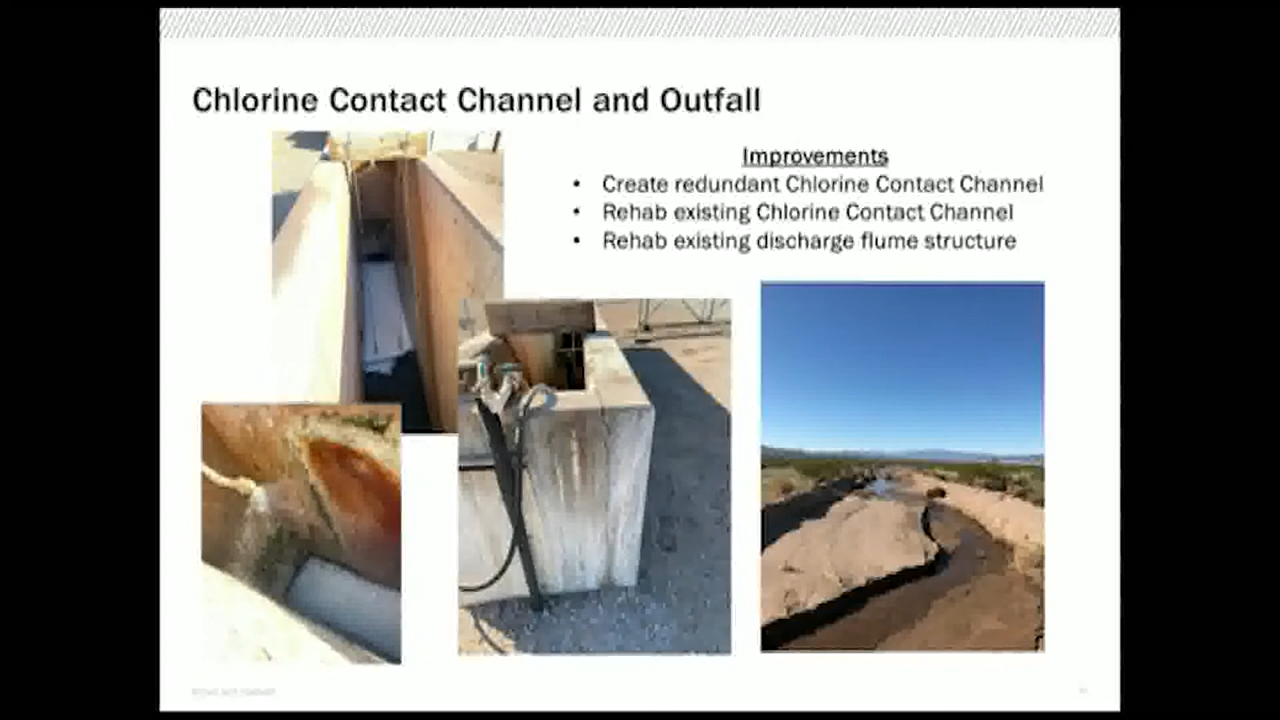 Chlorine Contact Channel and Outfall
Improvements
• Create redundant Chlorine Contact Channel
• Rehab existing Chlorine Contact Channel
• Rehab existing discharge flume structure